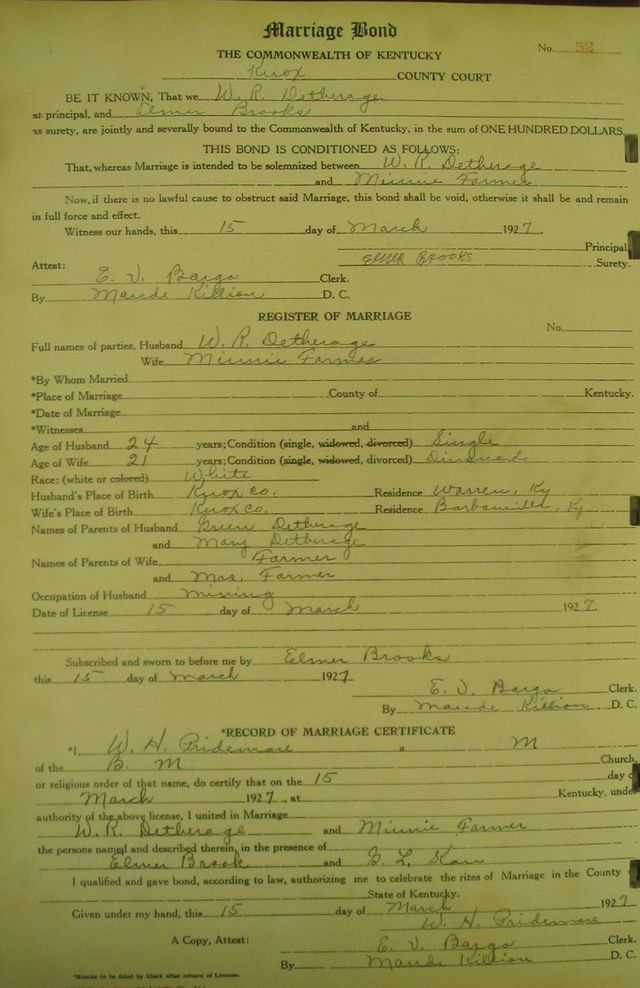 Marriage Bond
No. 52
THE COMMONWEALTH OF KENTUCKY
Knox COUNTY COURT
BE IT KNOWN, That we W. R. Detherage
as principal, and Elmer Brooks
as surety, are jointly and severally bound to the Commonwealth of Kentucky, in the sum of ONE HUNDRED DOLLARS.
THIS BOND IS CONDITIONED AS FOLLOWS:
That, whereas Marriage is intended to be solemnized between W. R. Detherage
and Minnie Farmer
Now, if there is no lawful cause to obstruct said Marriage, this bond shall be void, otherwise it shall be and remain
in full force and effect.
Witness our hands, this 15 day of March 1927.
Principal
Elmer Brooks Surety.
Attest:
E. V. Bargo Clerk.
By Maude Killion D. C.
REGISTER OF MARRIAGE
No.
Full names of parties, Husband W. R. Detherage
Wife Minnie Farmer
*By Whom Married
*Place of Marriage County of Kentucky.
*Date of Marriage
*Witnesses and
Age of Husband 24 years; Condition (single, widowed, divorced) Single
Age of Wife 21 years; Condition (single, widowed, divorced) Divorced
Race: (white or colored) White
Husband's Place of Birth Knox Co. Residence Warren, Ky
Wife's Place of Birth Knox Co. Residence Barbourville, Ky.
Names of Parents of Husband Green Detherage
and Mary Detherage
Names of Parents of Wife Farmer
and Mrs. Farmer
Occupation of Husband Mining
Date of License 15 day of March 1927.
Subscribed and sworn to before me by Elmer Brooks
this 15 day of March 1927
E. V. Bargo Clerk.
By Maude Killion D. C.
*RECORD OF MARRIAGE CERTIFICATE
*I, W. H. Pridemore a M
of the B. M Church,
or religious order of that name, do certify that on the 15 day o
March 1927, at Kentucky, unde
authority of the above license, I united in Marriage
W. R. Detherage and Minnie Farmer
the persons named and described therein, in the presence of
Elmer Brook and E. L.
I qualified and gave bond, according to law, authorizing me to celebrate the rites of Marriage in the County
State of Kentucky.
Given under my hand, this 15 day of March 1927
W. H. Pridemore
A Copy, Attest: E. V. Bargo Clerk.
By Maude Killion D. C.
*Blanks to be filled by Clerk after return of License.